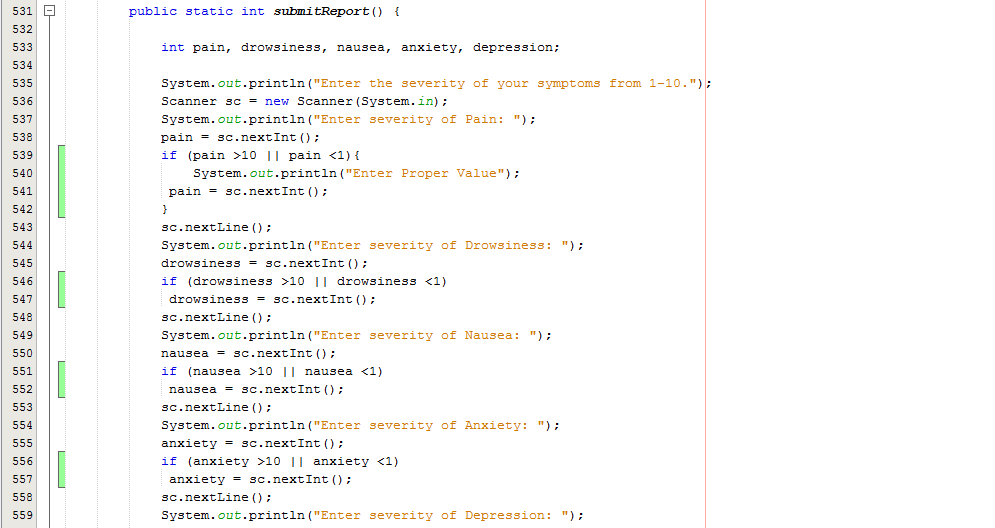 531 public static int submitReport() {
532
533 int pain, drowsiness, nausea, anxiety, depression;
534
535 System.out.println("Enter the severity of your symptoms from 1-10.");
536 Scanner sc = new Scanner(System.in);
537 System.out.println("Enter severity of Pain: ");
538 pain = sc.nextInt();
539 if (pain >10 || pain <1){
540 System.out.println("Enter Proper Value");
541 pain = sc.nextInt();
542 }
543 sc.nextLine();
544 System.out.println("Enter severity of Drowsiness: ");
545 drowsiness = sc.nextInt();
546 if (drowsiness >10 || drowsiness <1)
547 drowsiness = sc.nextInt();
548 sc.nextLine();
549 System.out.println("Enter severity of Nausea: ");
550 nausea = sc.nextInt();
551 if (nausea >10 || nausea <1)
552 nausea = sc.nextInt();
553 sc.nextLine();
554 System.out.println("Enter severity of Anxiety: ");
555 anxiety = sc.nextInt();
556 if (anxiety >10 || anxiety <1)
557 anxiety = sc.nextInt();
558 sc.nextLine();
559 System.out.println("Enter severity of Depression: ");